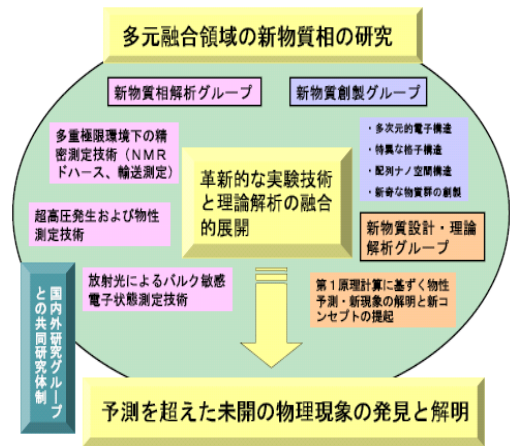 多元融合領域の新物質相の研究
新物質相解析グループ
新物質創製グループ
多重極限環境下の精
密測定技術（NMR
ドハース、輸送測定）
・多次元的電子構造
・特異な格子構造
・配列ナノ空間構造
・新奇な物質群の創製
革新的な実験技術
と理論解析の融合
的展開
超高圧発生および物性
測定技術
新物質設計・理論
解析グループ
放射光によるバルク敏感
電子状態測定技術
第１原理計算に基ずく物性
予測・新現象の解明と新コ
ンセプトの提起
国内外研究グループ
との共同研究体制
予測を超えた未開の物理現象の発見と解明